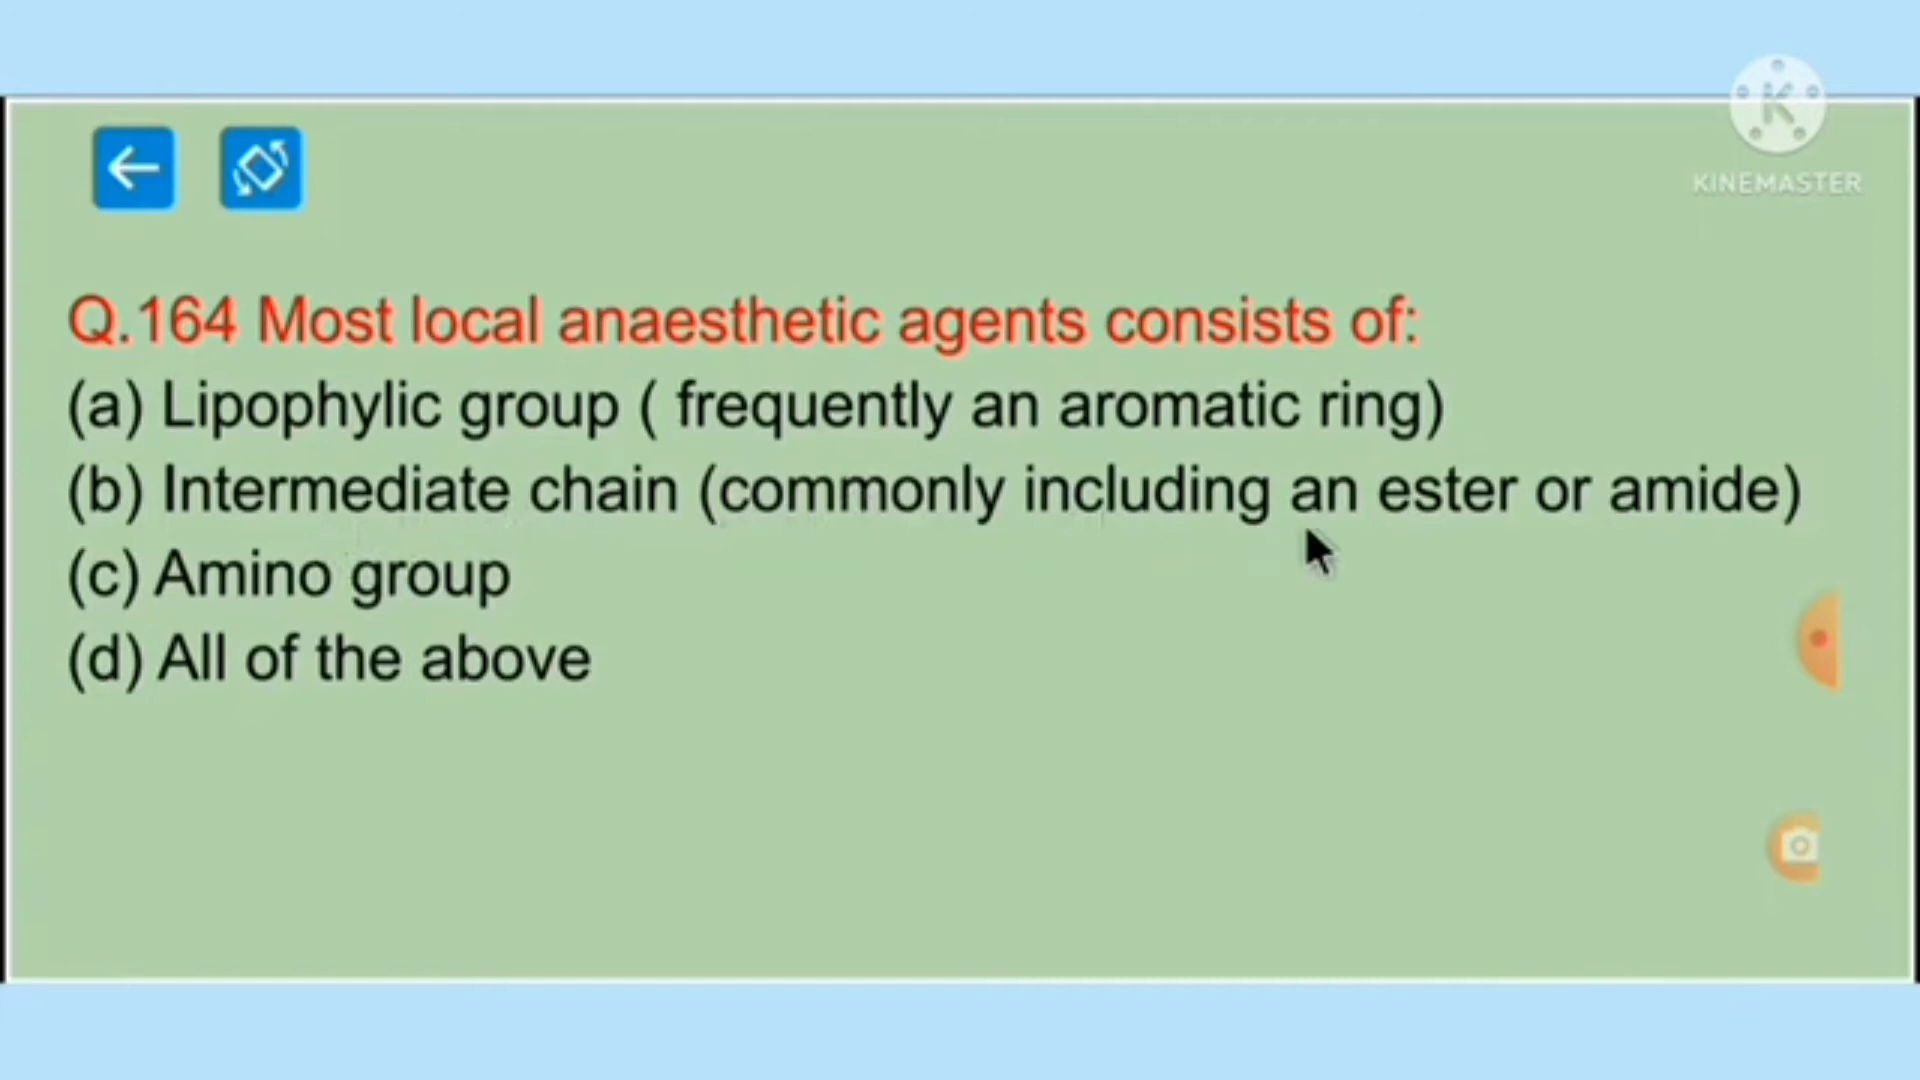 KINEMASTER
Q.164 Most local anaesthetic agents consists of:
(a) Lipophylic group ( frequently an aromatic ring)
(b) Intermediate chain (commonly including an ester or amide)
(c) Amino group
(d) All of the above